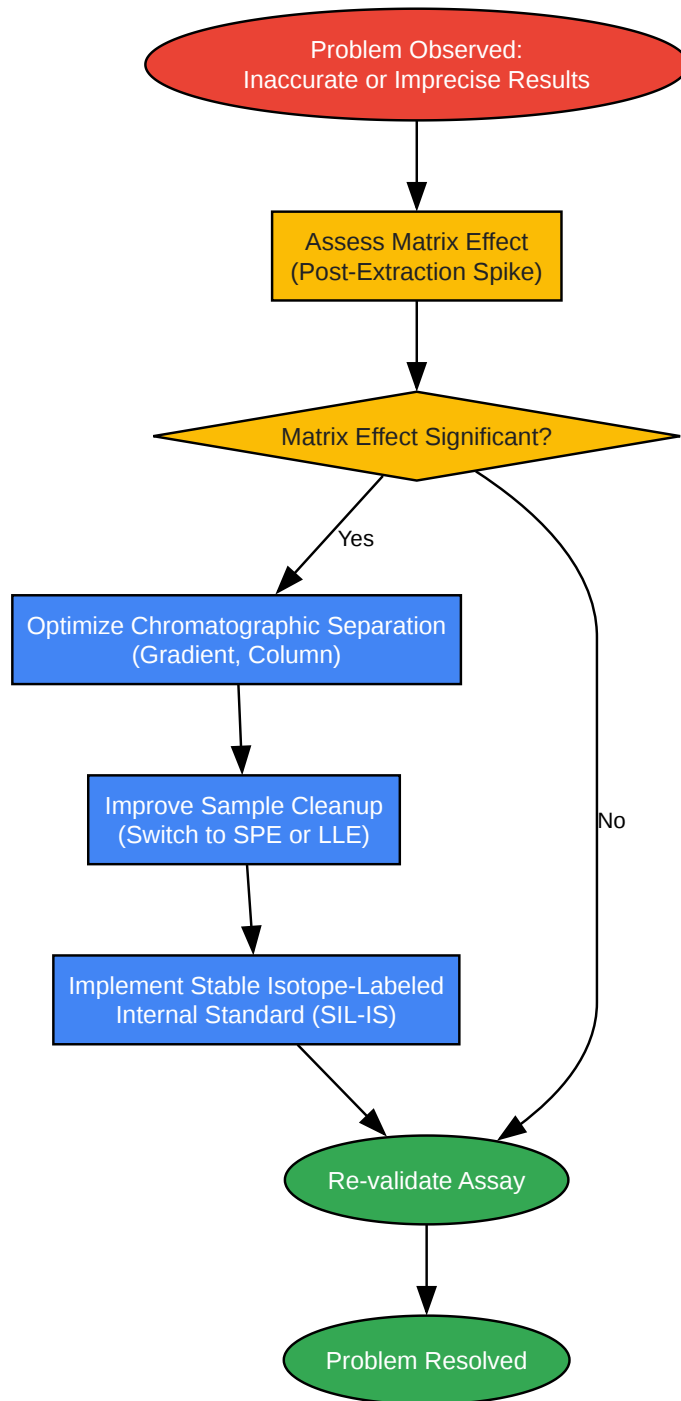 Problem Observed:
Inaccurate or Imprecise Results
Assess Matrix Effect
(Post-Extraction Spike)
Matrix Effect Significant?
Yes
Optimize Chromatographic Separation
(Gradient, Column)
Improve Sample Cleanup
(Switch to SPE or LLE)
No
Implement Stable Isotope-Labeled
Internal Standard (SIL-IS)
Re-validate Assay
Problem Resolved